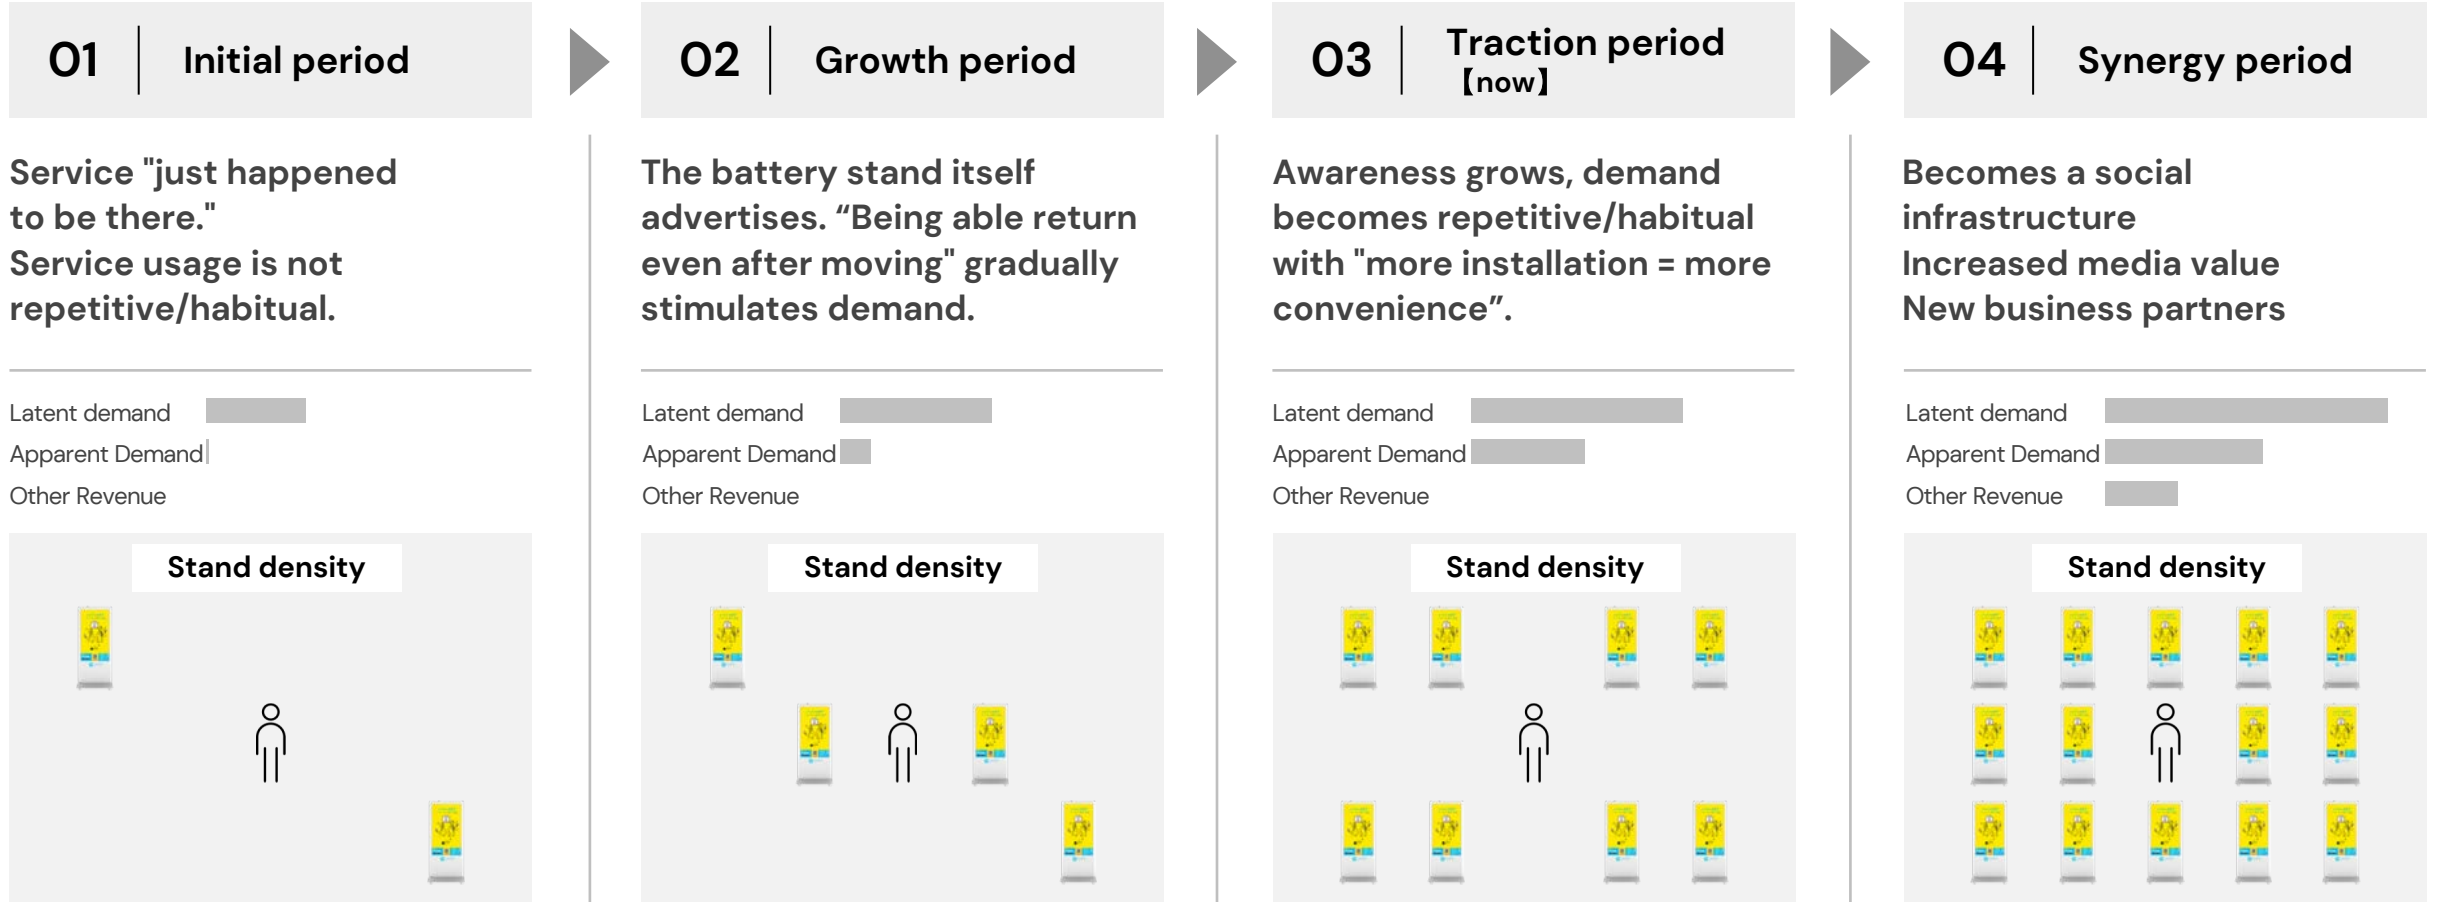 01
Initial period
Service "just happened
to be there."
Service usage is not
repetitive/habitual.
Latent demand
Apparent Demand
Other Revenue
Stand density
02
Growth period
The battery stand itself
advertises. “Being able return
even after moving" gradually
stimulates demand.
Latent demand
Apparent Demand
Other Revenue
Stand density
03
Traction period
【now】
Awareness grows, demand
becomes repetitive/habitual
with "more installation = more
convenience”.
Latent demand
Apparent Demand
Other Revenue
Stand density
04
Synergy period
Becomes a social
infrastructure
Increased media value
New business partners
Latent demand
Apparent Demand
Other Revenue
Stand density